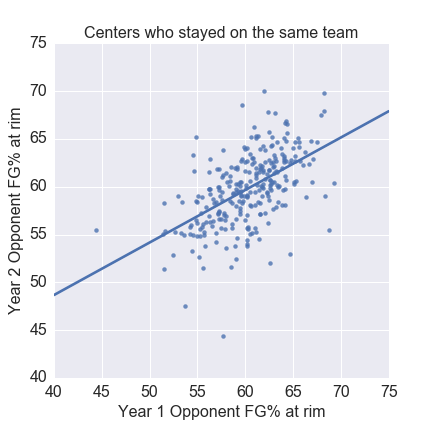 Centers who stayed on the same team
75
70
65
60
55
50
45
40
Year 2 Opponent FG% at rim
40 45 50 55 60 65 70 75
Year 1 Opponent FG% at rim